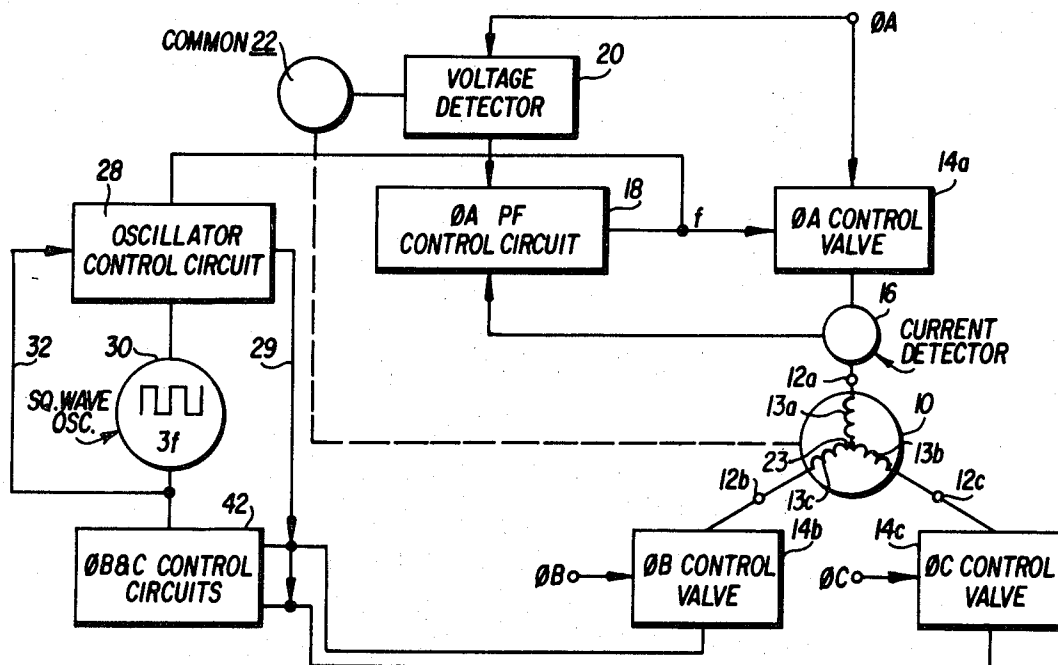 COMMON 22
VOLTAGE
DETECTOR
20
ØA
28
OSCILLATOR
CONTROL CIRCUIT
ØA PF
CONTROL CIRCUIT
18
f
14a
ØA CONTROL
VALVE
16
CURRENT
DETECTOR
32
30
29
SQ. WAVE
OSC.
3f
12a
13a
10
23
13b
12b
13c
12c
42
ØB&C CONTROL
CIRCUITS
14b
ØB
ØB CONTROL
VALVE
14c
ØC
ØC CONTROL
VALVE